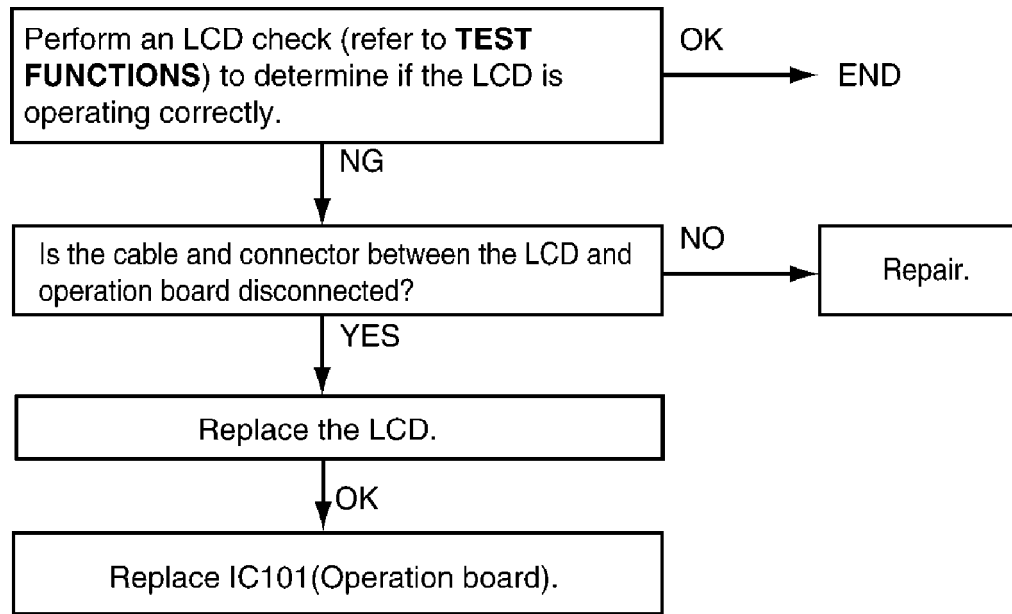 Perform an LCD check (refer to TEST
FUNCTIONS) to determine if the LCD is
operating correctly.
OK
END
NG
Is the cable and connector between the LCD and
operation board disconnected?
NO
Repair.
YES
Replace the LCD.
OK
Replace IC101(Operation board).